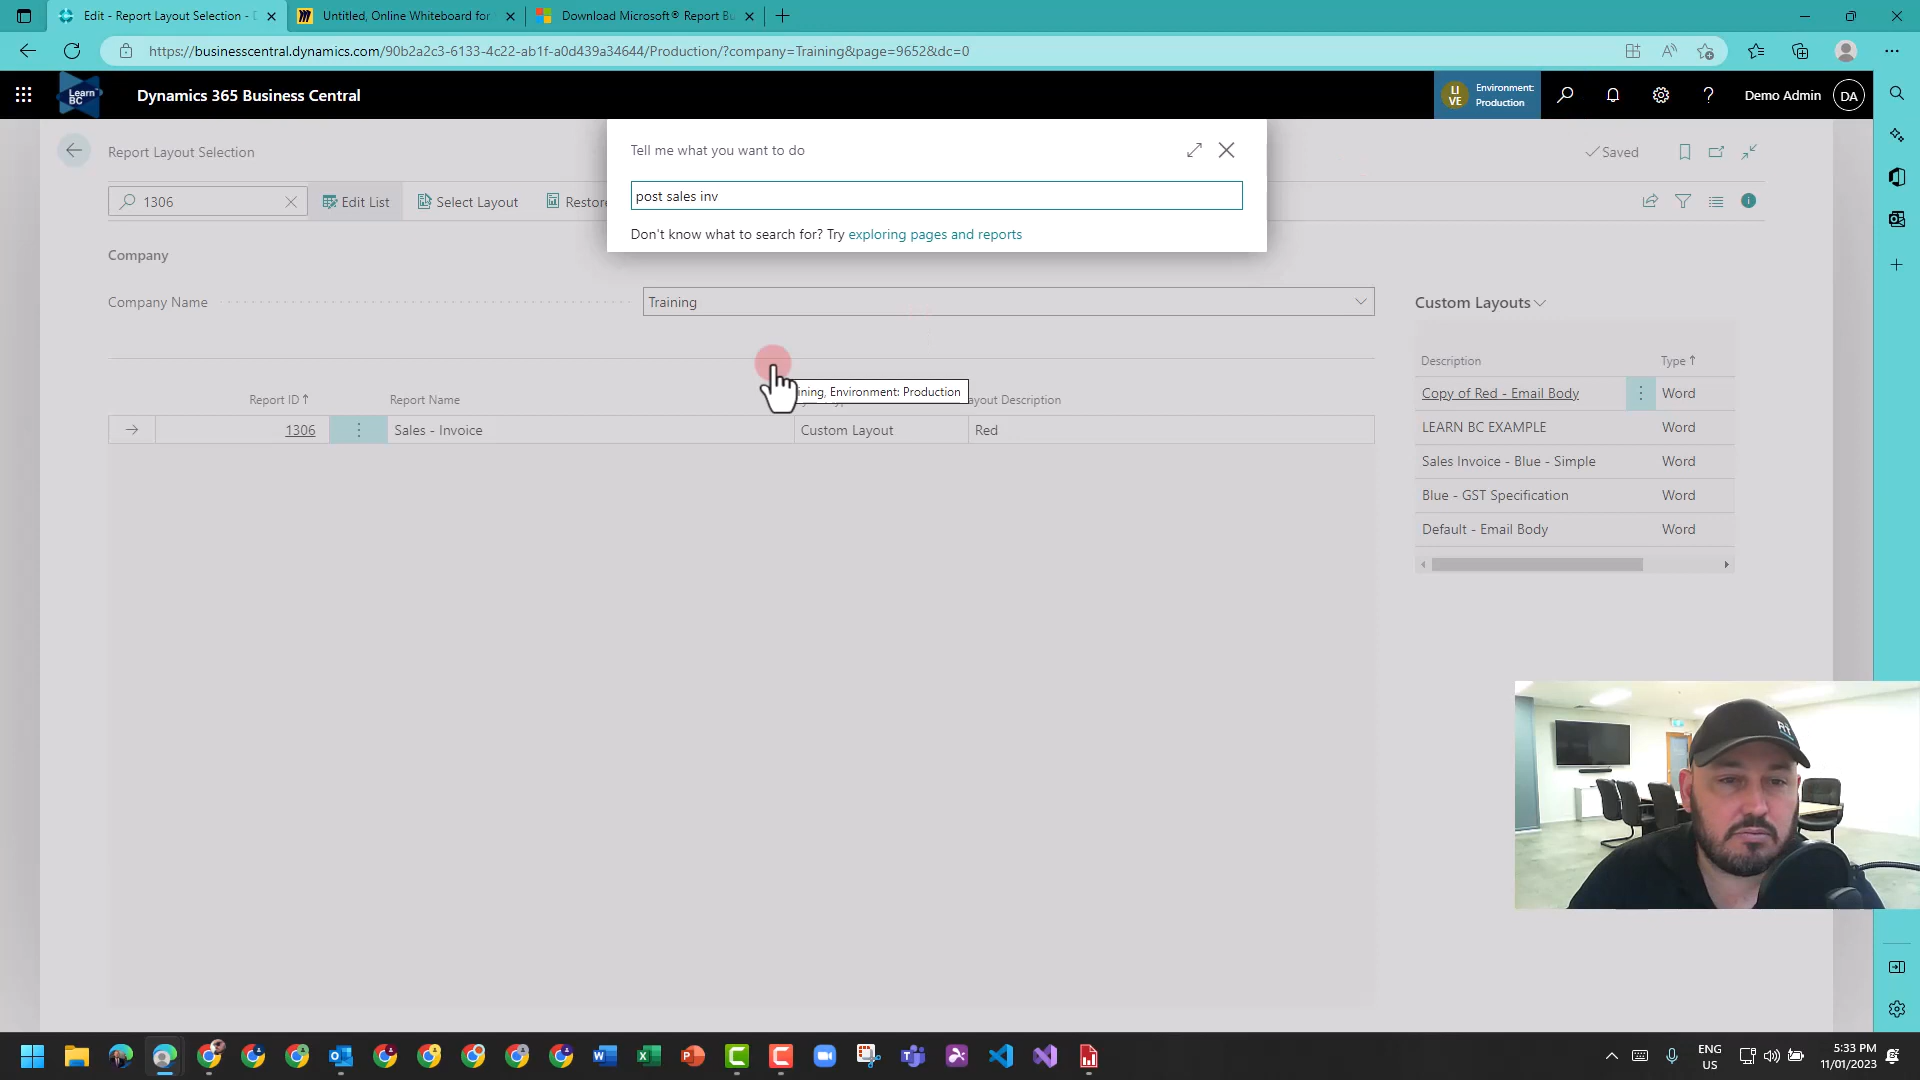 Edit - Report Layout Selection - D
Untitled, Online Whiteboard for
Download Microsoft® Report Bu
https://businesscentral.dynamics.com/90b2a2c3-6133-4c22-ab1f-a0d439a34644/Production/?company=Training&page=9652&dc=0
Learn BC
Dynamics 365 Business Central
LI
VE
Environment:
Production
Demo Admin
DA
Report Layout Selection
Tell me what you want to do
Saved
1306
Edit List
Select Layout
Restore
post sales inv
Don't know what to search for? Try exploring pages and reports
Company
Company Name
Training
Custom Layouts
Description
Type ↑
Copy of Red - Email Body
Word
LEARN BC EXAMPLE
Word
Sales Invoice - Blue - Simple
Word
Blue - GST Specification
Word
Default - Email Body
Word
ining, Environment: Production
Report ID ↑
Report Name
ayout Description
1306
Sales - Invoice
Custom Layout
Red
ENG
US
5:33 PM
11/01/2023